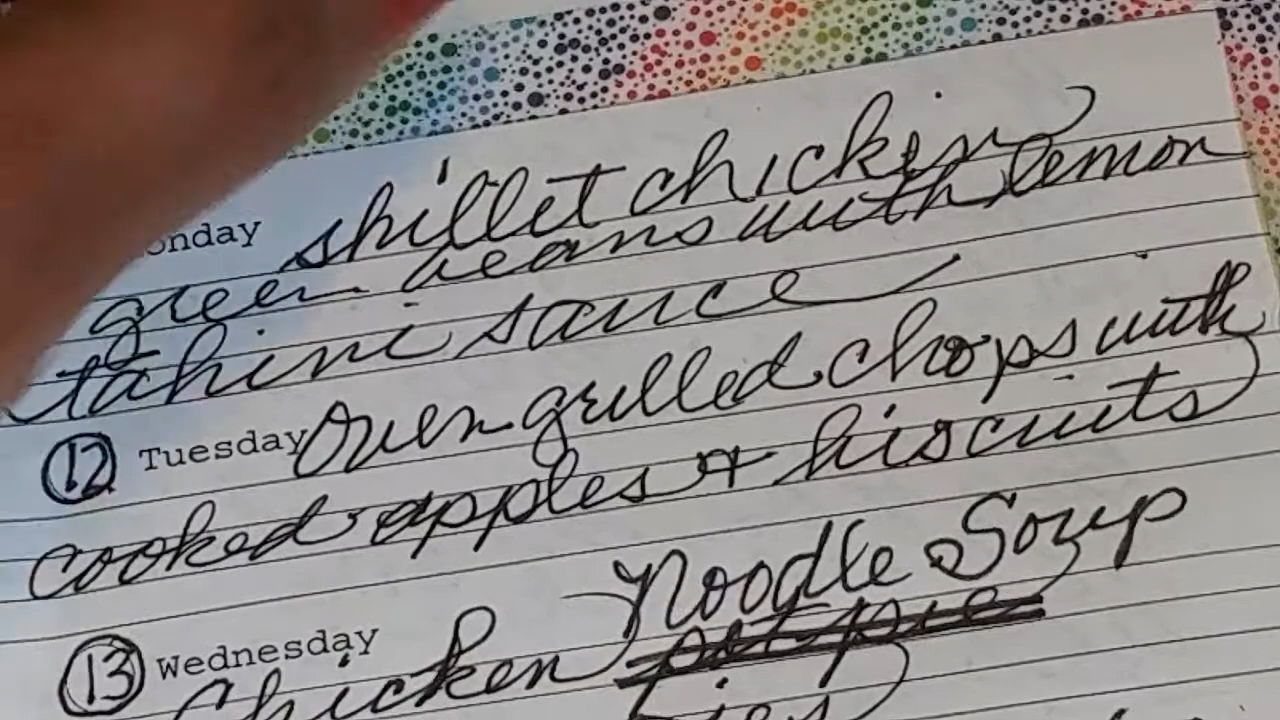 onday skillet chicken
green beans with lemon
tahini sauce
12 Tuesday Oven grilled chops with
cooked apples + biscuits
Noodle Soup
13 Wednesday
Chicken pot pie